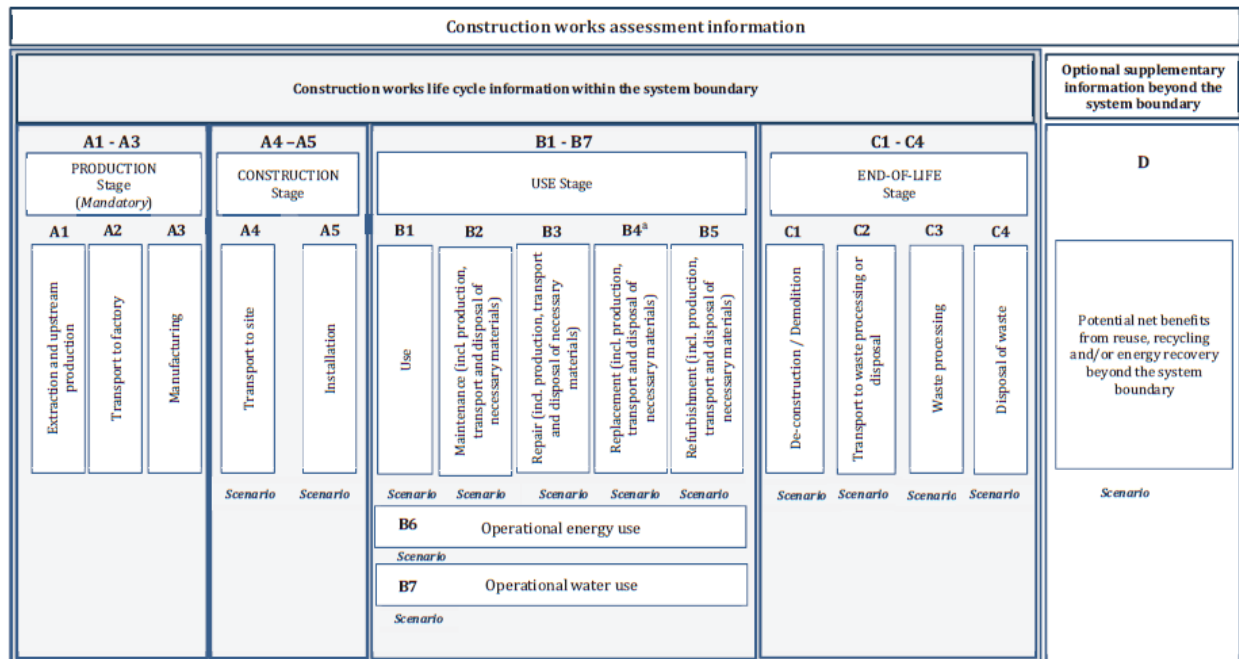 Construction works assessment information
Construction works life cycle information within the system boundary
Optional supplementary
information beyond the
system boundary
A1 - A3
PRODUCTION
Stage
(Mandatory)
A4 –A5
CONSTRUCTION
Stage
B1 - B7
USE Stage
C1 - C4
END-OF-LIFE
Stage
D
A1
A2
A3
A4
A5
B1
B2
B3
B4ª
B5
C1
C2
C3
C4
Extraction and upstream
production
Transport to factory
Manufacturing
Transport to site
Installation
Use
Maintenance (incl. production,
transport and disposal of
necessary materials)
Repair (incl. production, transport
and disposal of necessary
materials)
Replacement (incl. production,
transport and disposal of
necessary materials)
Refurbishment (incl. production,
transport and disposal of
necessary materials)
De-construction / Demolition
Transport to waste processing or
disposal
Waste processing
Disposal of waste
Potential net benefits
from reuse, recycling
and/or energy recovery
beyond the system
boundary
Scenario
Scenario
Scenario
Scenario
Scenario
Scenario
Scenario
Scenario
Scenario
Scenario
Scenario
Scenario
B6
Operational energy use
Scenario
B7
Operational water use
Scenario